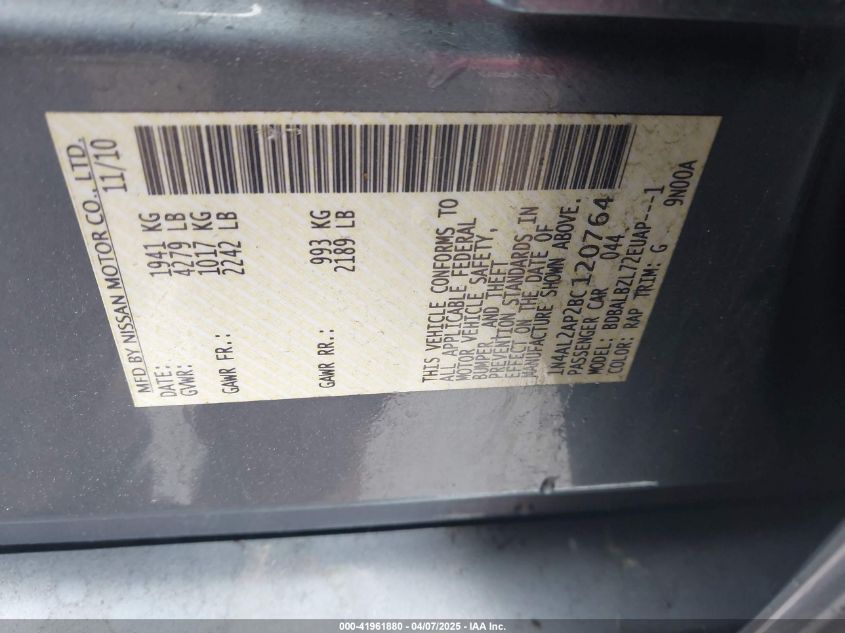 MFD BY NISSAN MOTOR CO., LTD.
DATE: 11/10
GVWR: 1941 KG
4279 LB
GAWR FR.: 1017 KG
2242 LB
GAWR RR.: 993 KG
2189 LB
THIS VEHICLE CONFORMS TO
ALL APPLICABLE FEDERAL
MOTOR VEHICLE SAFETY,
BUMPER, AND THEFT
PREVENTION STANDARDS IN
EFFECT ON THE DATE OF
MANUFACTURE SHOWN ABOVE.
1N4AL2AP2BC120764
PASSENGER CAR 044
MODEL: BDBALBZL72EUAP---1
COLOR: RAP TRIM: G 9N00A
000-41961880 - 04/07/2025 - IAA Inc.